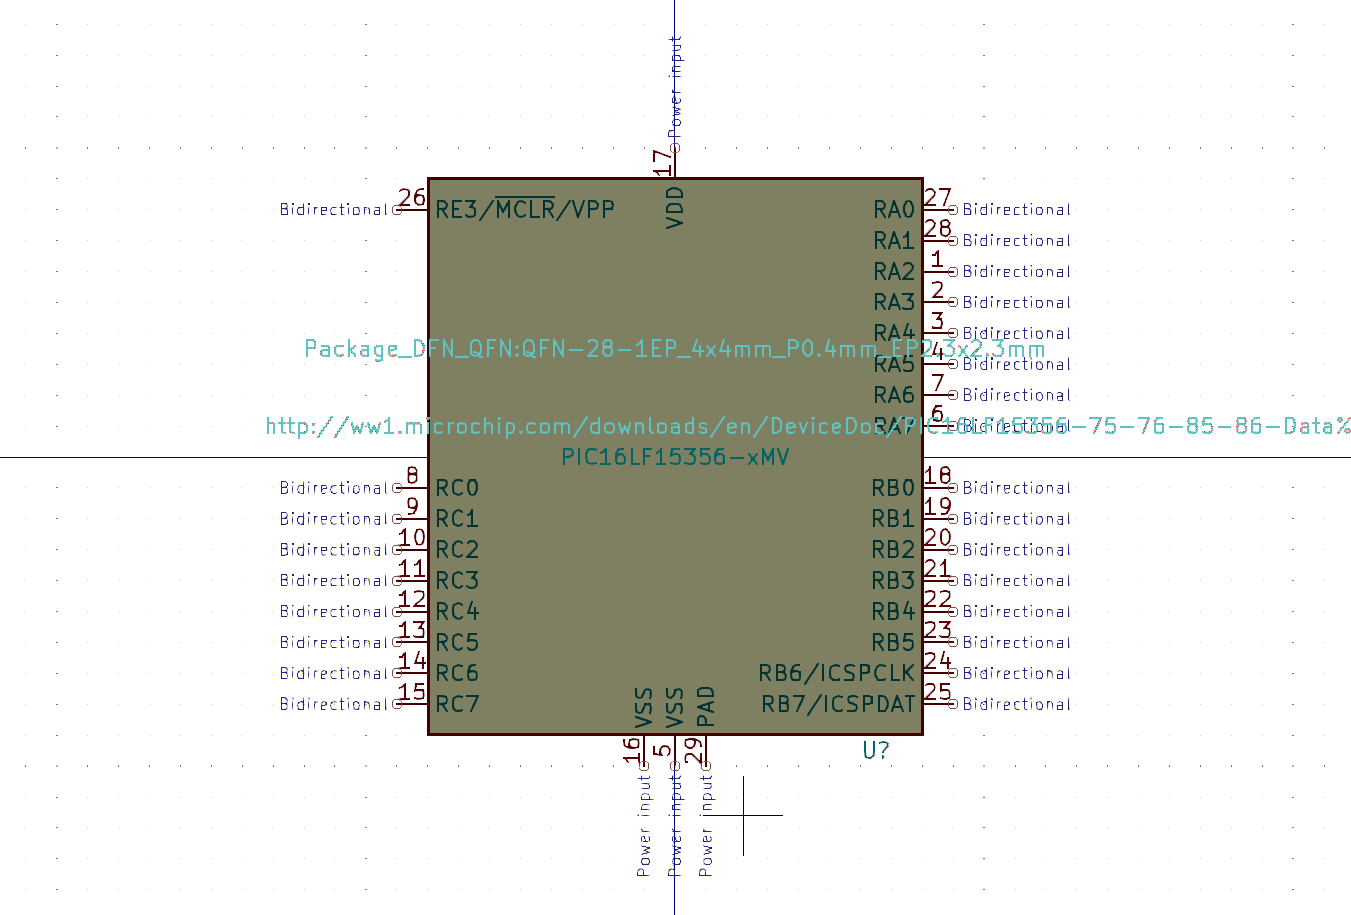 Power input
17
VDD
Bidirectional 26 RE3/MCLR/VPP
RA0 27 Bidirectional
RA1 28 Bidirectional
RA2 1 Bidirectional
RA3 2 Bidirectional
RA4 3 Bidirectional
Package_DFN_QFN:QFN-28-1EP_4x4mm_P0.4mm_EP2.3x2.3mm
RA5 4 Bidirectional
RA6 7 Bidirectional
RA7 6 Bidirectional
http://ww1.microchip.com/downloads/en/DeviceDoc/PIC16LF15356-75-76-85-86-Data%
PIC16LF15356-xMV
Bidirectional 8 RC0
RB0 18 Bidirectional
Bidirectional 9 RC1
RB1 19 Bidirectional
Bidirectional 10 RC2
RB2 20 Bidirectional
Bidirectional 11 RC3
RB3 21 Bidirectional
Bidirectional 12 RC4
RB4 22 Bidirectional
Bidirectional 13 RC5
RB5 23 Bidirectional
Bidirectional 14 RC6
RB6/ICSPCLK 24 Bidirectional
Bidirectional 15 RC7
RB7/ICSPDAT 25 Bidirectional
VSS 16 Power input
VSS 5 Power input
PAD 29 Power input
U?